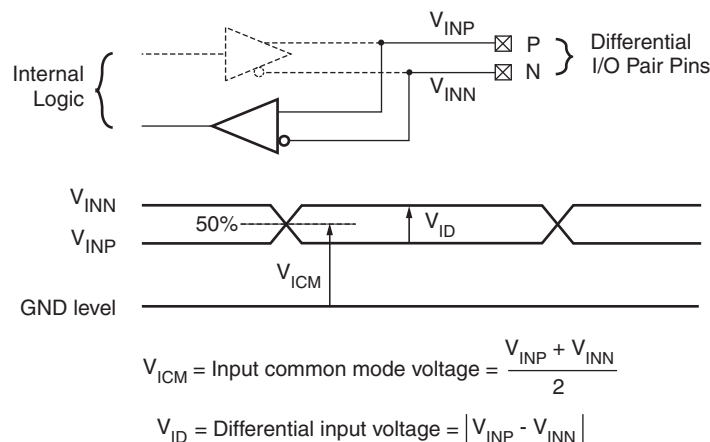 V_INP
P
Differential
I/O Pair Pins
N
V_INN
Internal
Logic
V_INN
50%
V_ID
V_INP
V_ICM
GND level
V_ICM = Input common mode voltage = (V_INP + V_INN) / 2
V_ID = Differential input voltage = |V_INP - V_INN|